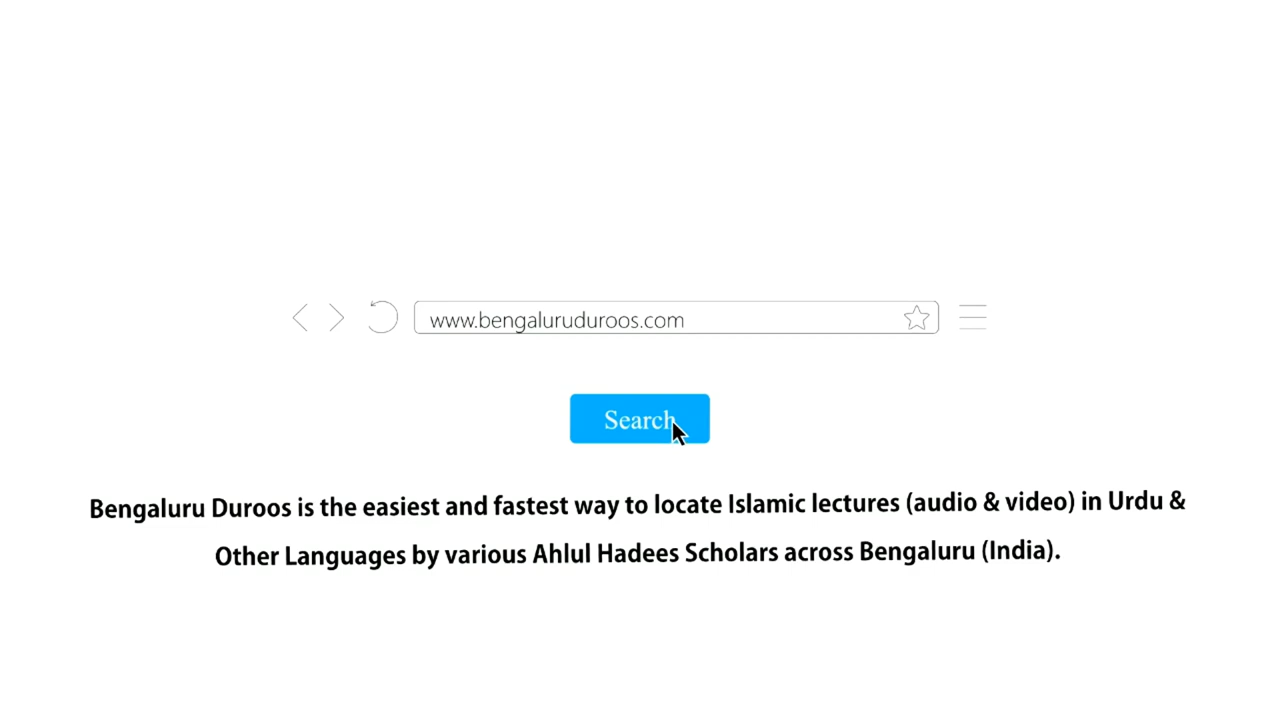 www.bengaluruduroos.com
Search
Bengaluru Duroos is the easiest and fastest way to locate Islamic lectures (audio & video) in Urdu &
Other Languages by various Ahlul Hadees Scholars across Bengaluru (India).